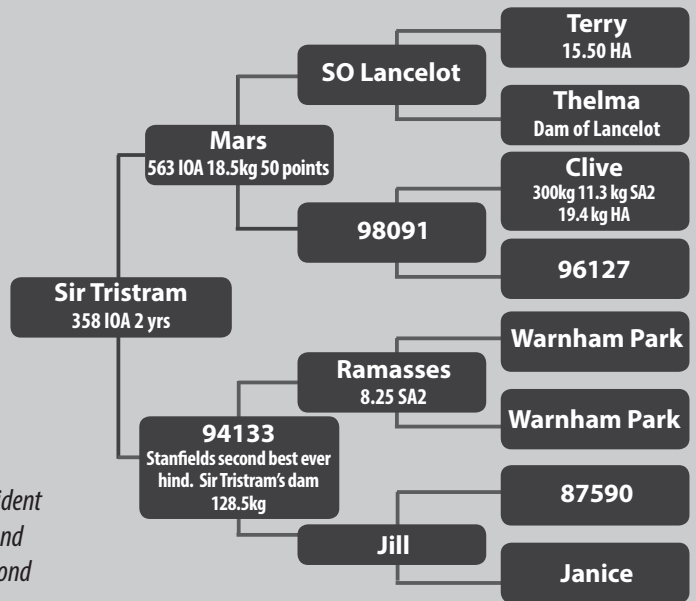 Terry
15.50 HA
SO Lancelot
Thelma
Dam of Lancelot
Mars
563 IOA 18.5kg 50 points
Clive
300kg 11.3 kg SA2
19.4 kg HA
98091
96127
Sir Tristram
358 IOA 2 yrs
Warnham Park
Ramasses
8.25 SA2
Warnham Park
94133
Stanfields second best ever
hind. Sir Tristram's dam
128.5kg
87590
Jill
Janice
ident
nd
ond